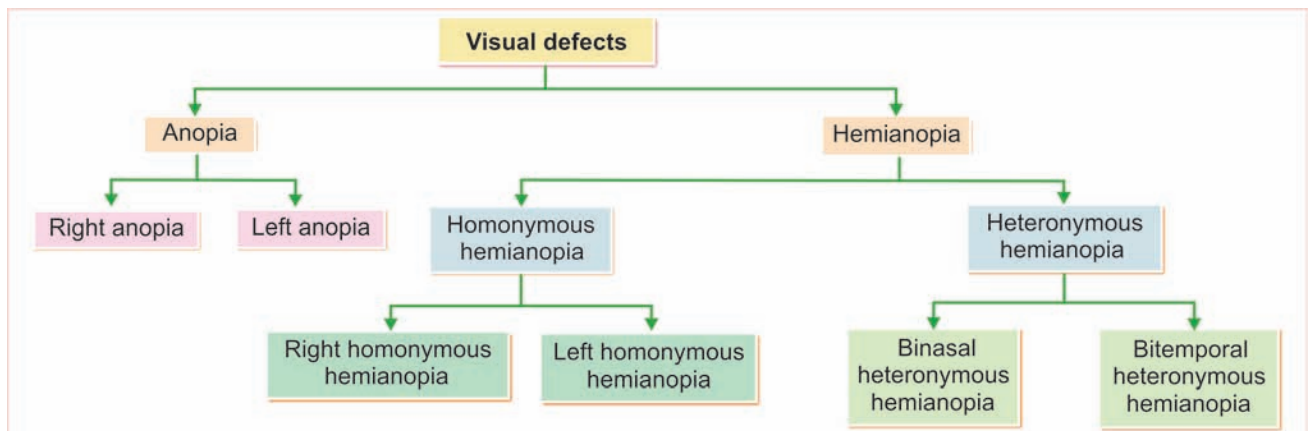 Visual defects
Anopia
Hemianopia
Right anopia
Left anopia
Homonymous
hemianopia
Heteronymous
hemianopia
Right homonymous
hemianopia
Left homonymous
hemianopia
Binasal
heteronymous
hemianopia
Bitemporal
heteronymous
hemianopia